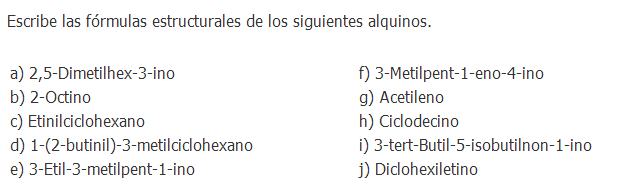 Escribe las fórmulas estructurales de los siguientes alquinos.
a) 2,5-Dimetilhex-3-ino
b) 2-Octino
c) Etinilciclohexano
d) 1-(2-butinil)-3-metilciclohexano
e) 3-Etil-3-metilpent-1-ino
f) 3-Metilpent-1-eno-4-ino
g) Acetileno
h) Ciclodecino
i) 3-tert-Butil-5-isobutilnon-1-ino
j) Diclohexiletino